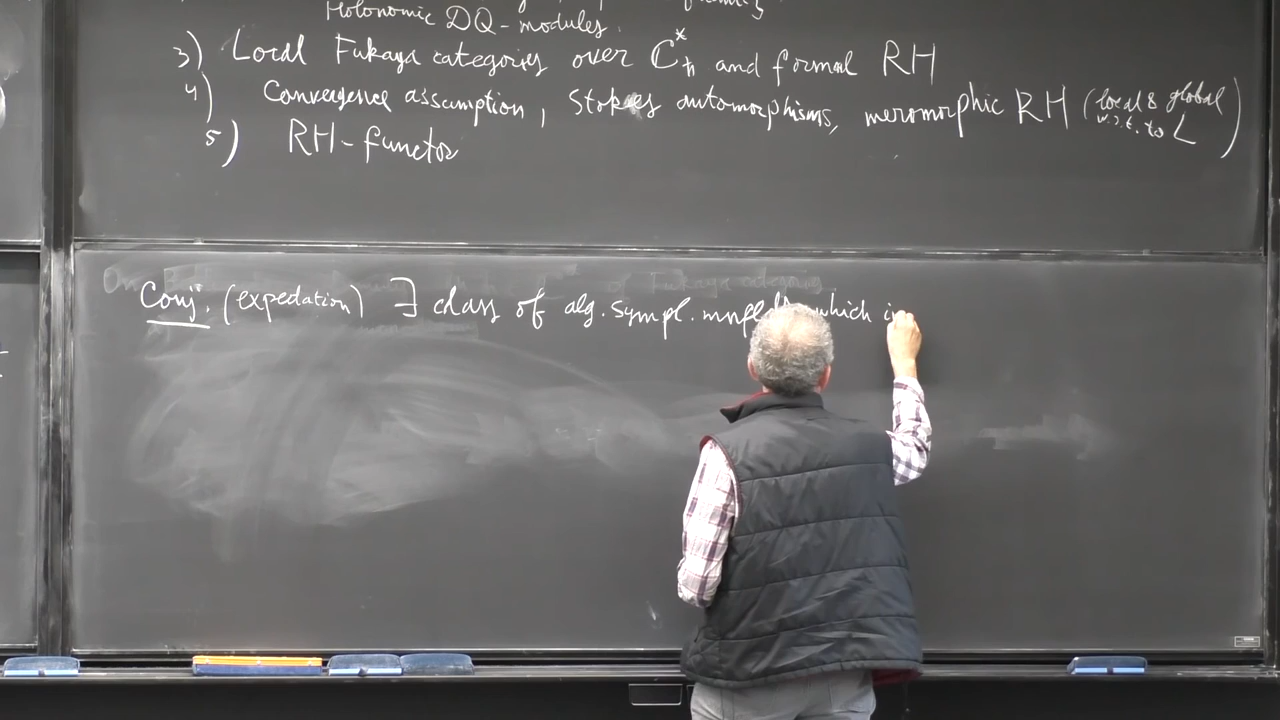 Holonomic DQ-modules.
3) Local Fukaya categories over C*ħ and formal RH
4) Convergence assumption, Stokes automorphisms, meromorphic RH (local & global w.r.t. to L)
5) RH-functor
Conj. (expectation) ∃ class of alg. sympl. mnflds which i